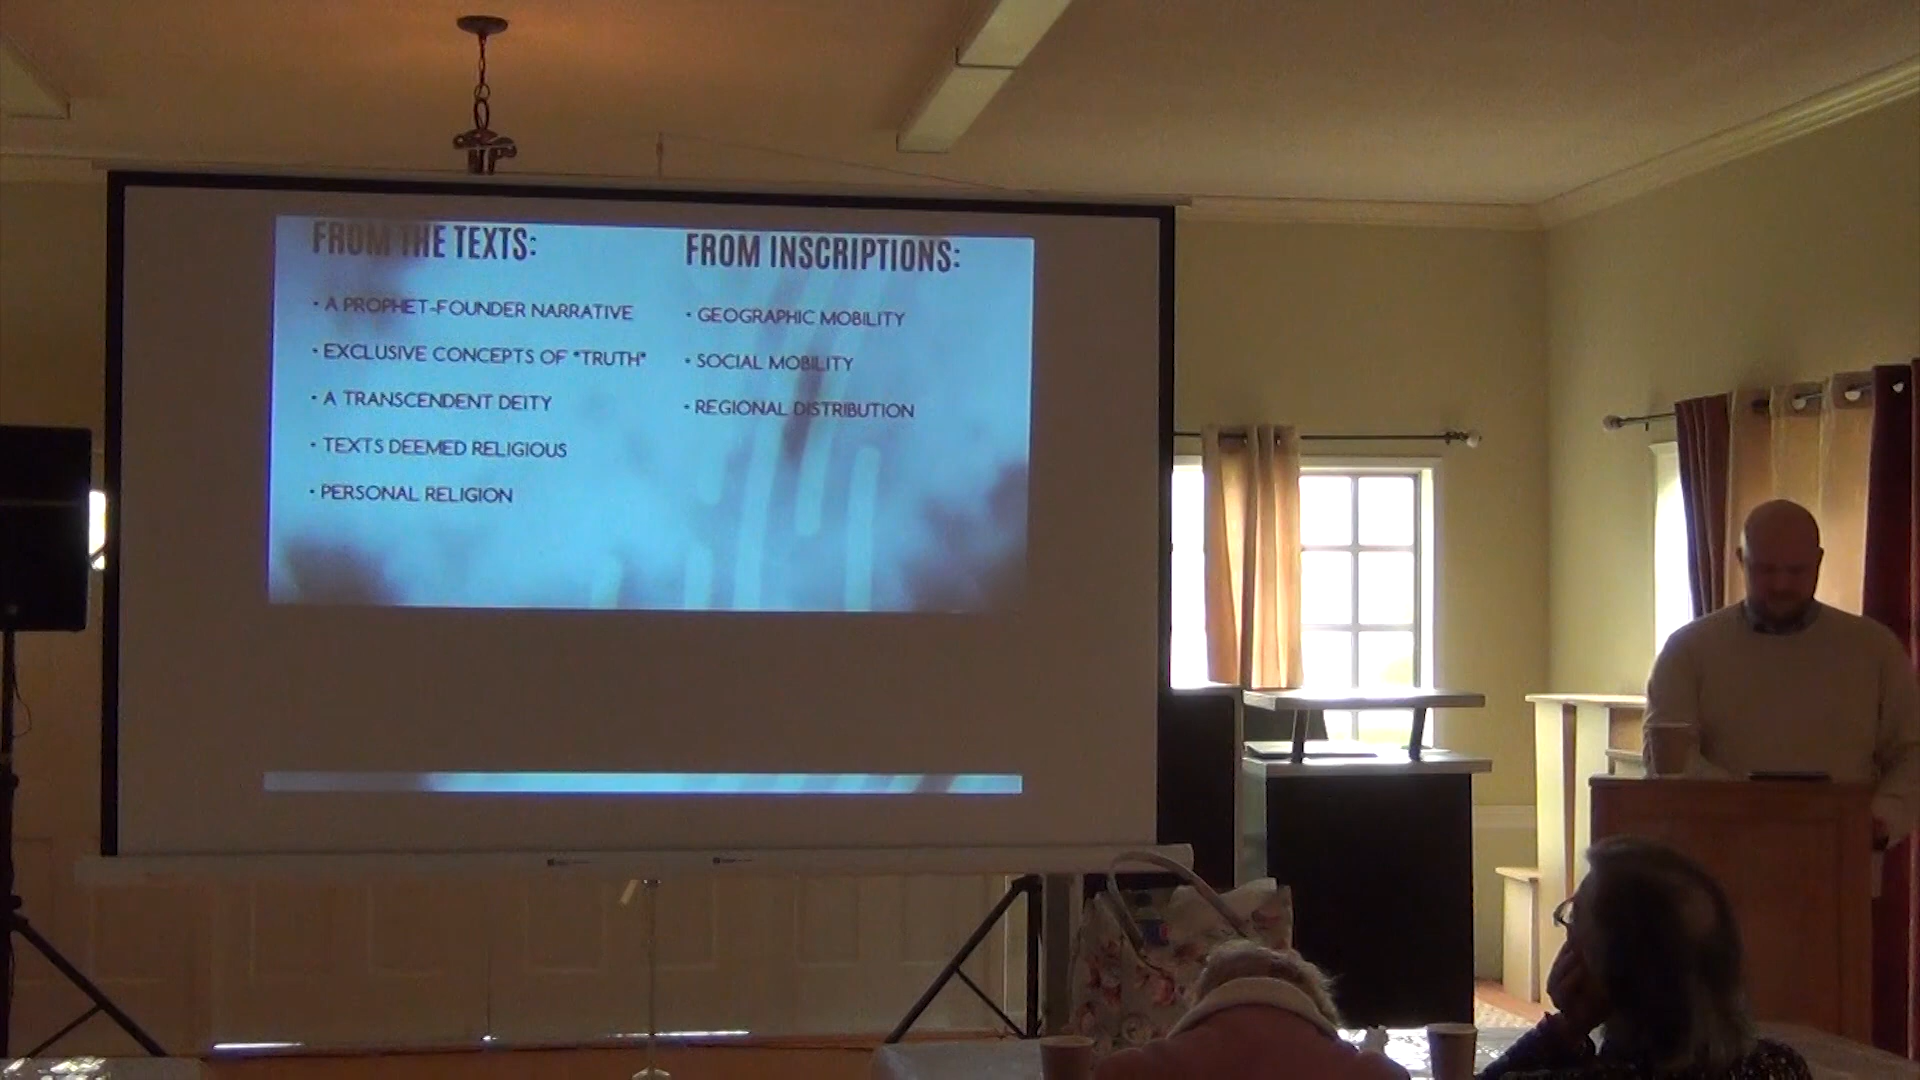 FROM THE TEXTS:
• A PROPHET-FOUNDER NARRATIVE
• EXCLUSIVE CONCEPTS OF "TRUTH"
• A TRANSCENDENT DEITY
• TEXTS DEEMED RELIGIOUS
• PERSONAL RELIGION
FROM INSCRIPTIONS:
• GEOGRAPHIC MOBILITY
• SOCIAL MOBILITY
• REGIONAL DISTRIBUTION